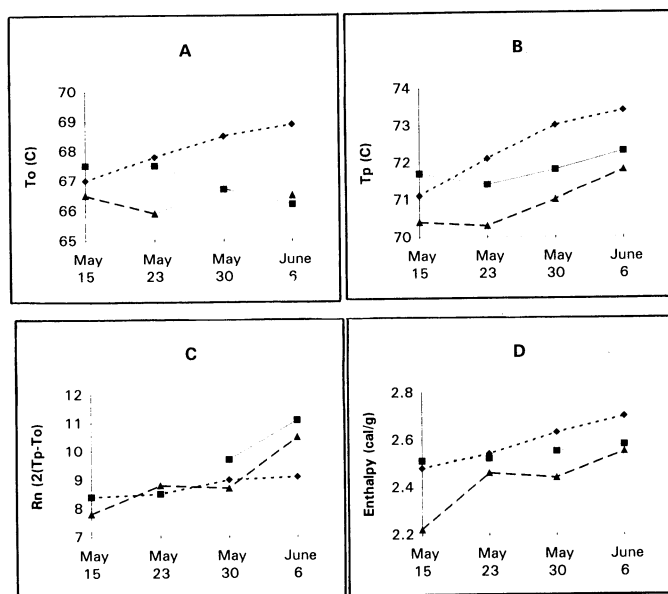 A
To (C)
70
69
68
67
66
65
May 15
May 23
May 30
June 6
B
Tp (C)
74
73
72
71
70
May 15
May 23
May 30
June 6
C
Rn (2(Tp-To)
12
11
10
9
8
7
May 15
May 23
May 30
June 6
D
Enthalpy (cal/g)
2.8
2.6
2.4
2.2
May 15
May 23
May 30
June 6